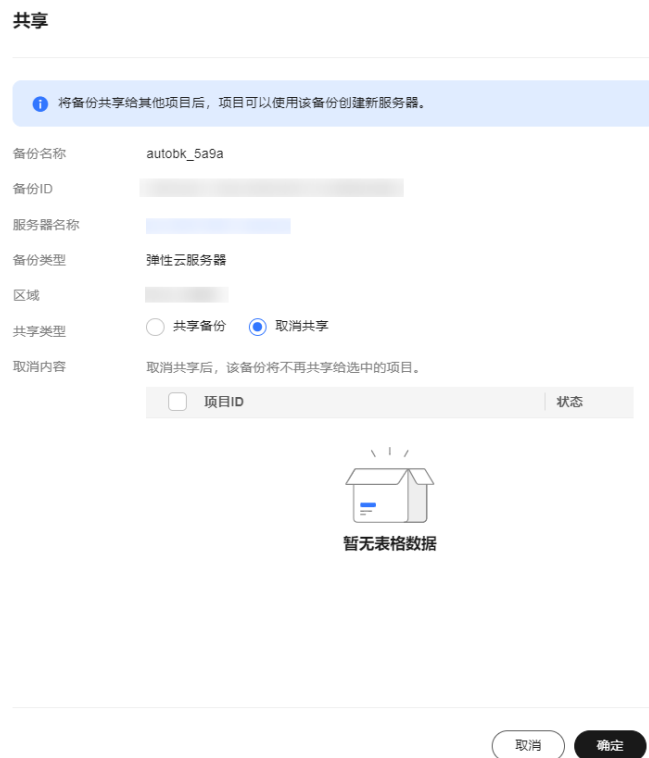 共享
将备份共享给其他项目后，项目可以使用该备份创建新服务器。
备份名称 autobk_5a9a
备份ID
服务器名称
备份类型 弹性云服务器
区域
共享类型 共享备份 取消共享
取消内容 取消共享后，该备份将不再共享给选中的项目。
项目ID 状态
暂无表格数据
取消 确定